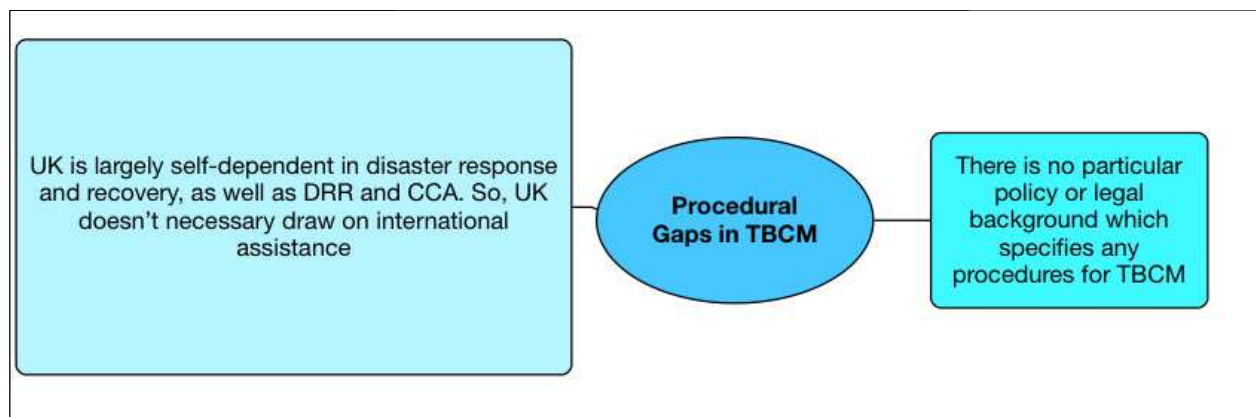 UK is largely self-dependent in disaster response
and recovery, as well as DRR and CCA. So, UK
doesn't necessary draw on international
assistance
Procedural
Gaps in TBCM
There is no particular
policy or legal
background which
specifies any
procedures for TBCM